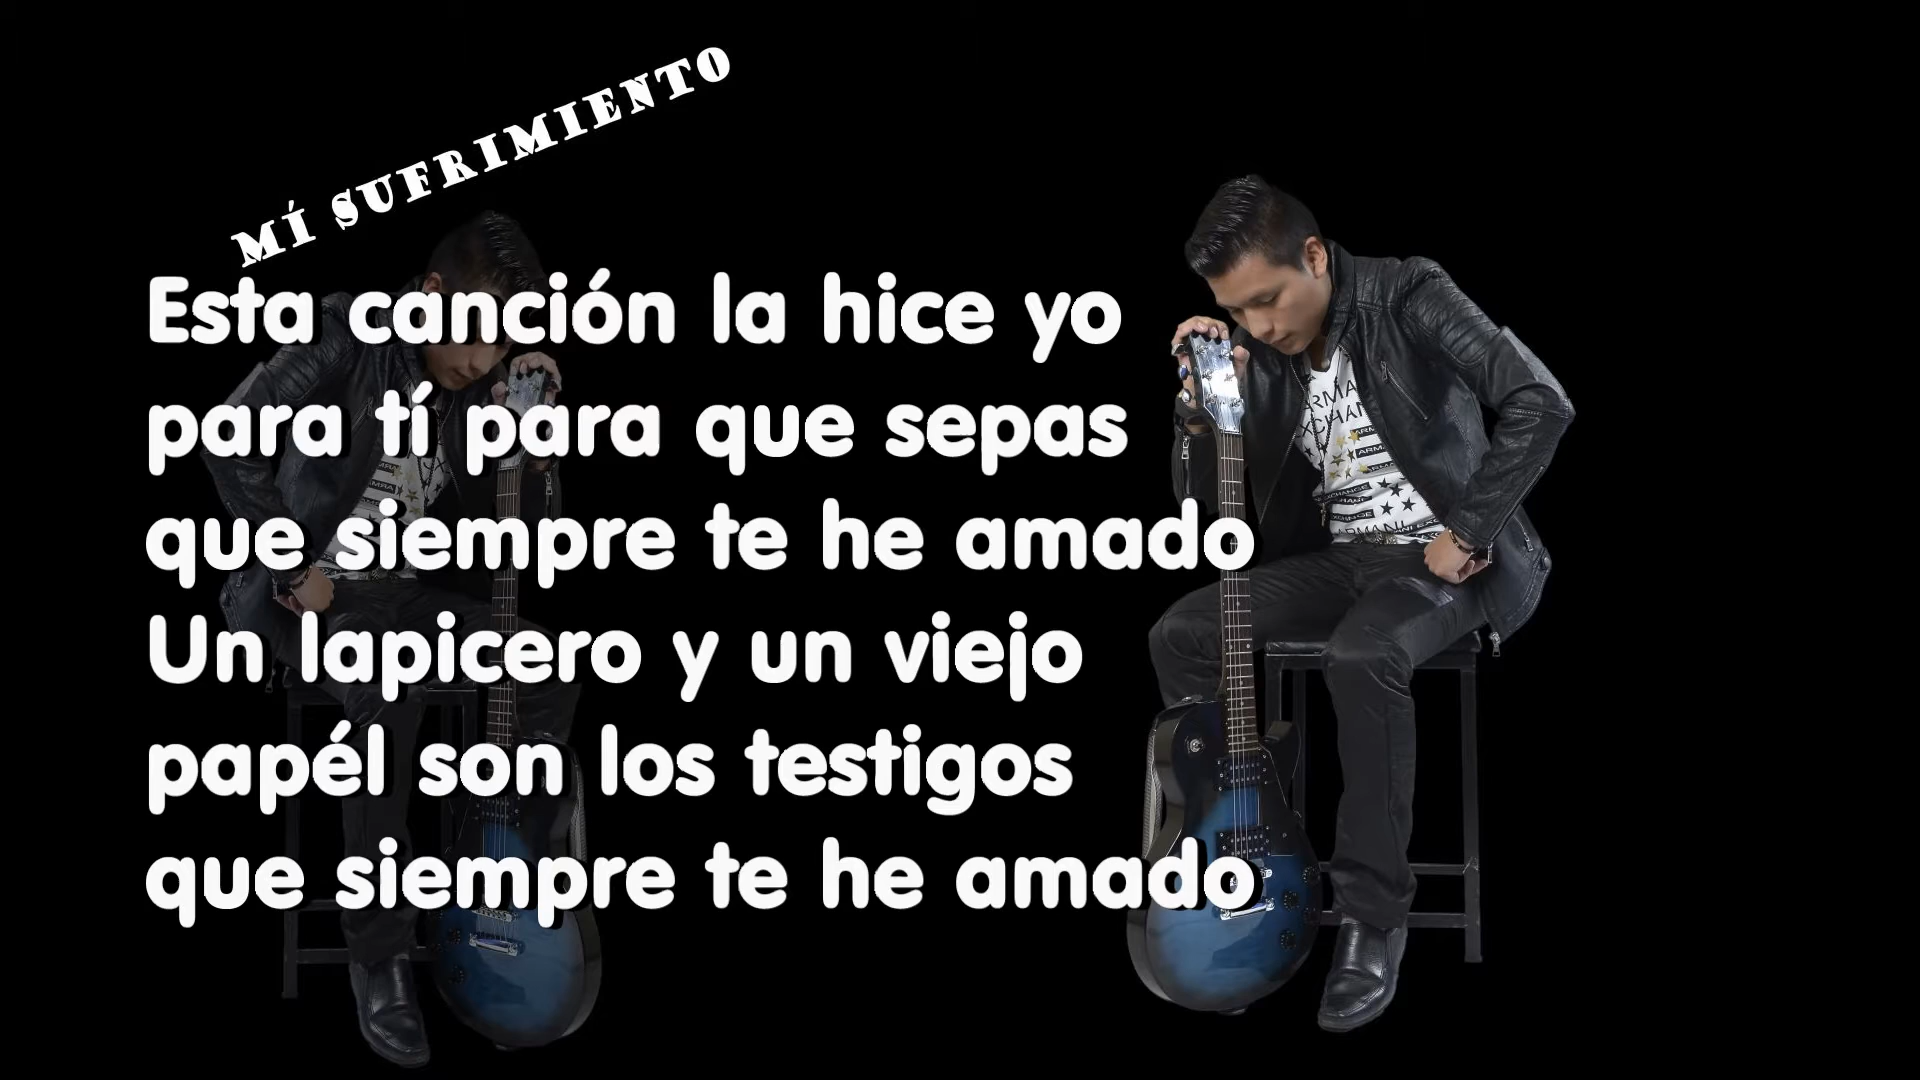 MÍ SUFRIMIENTO
Esta canción la hice yo
para tí para que sepas
que siempre te he amado
Un lapicero y un viejo
papél son los testigos
que siempre te he amado